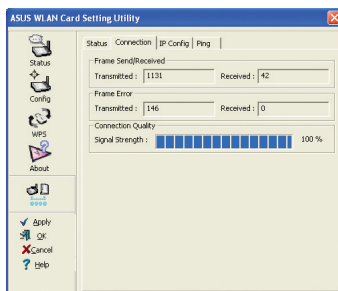 ASUS WLAN Card Setting Utility
Status Connection IP Config Ping
Status
Config
WPS
About
Apply
OK
Cancel
Help
Frame Send/Received
Transmitted : 1131 Received : 42
Frame Error
Transmitted : 146 Received : 0
Connection Quality
Signal Strength : 100 %